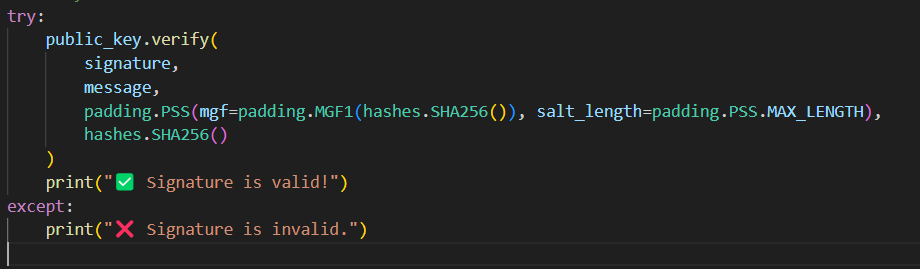 try:
    public_key.verify(
        signature,
        message,
        padding.PSS(mgf=padding.MGF1(hashes.SHA256()), salt_length=padding.PSS.MAX_LENGTH),
        hashes.SHA256()
    )
    print("✅ Signature is valid!")
except:
    print("❌ Signature is invalid.")